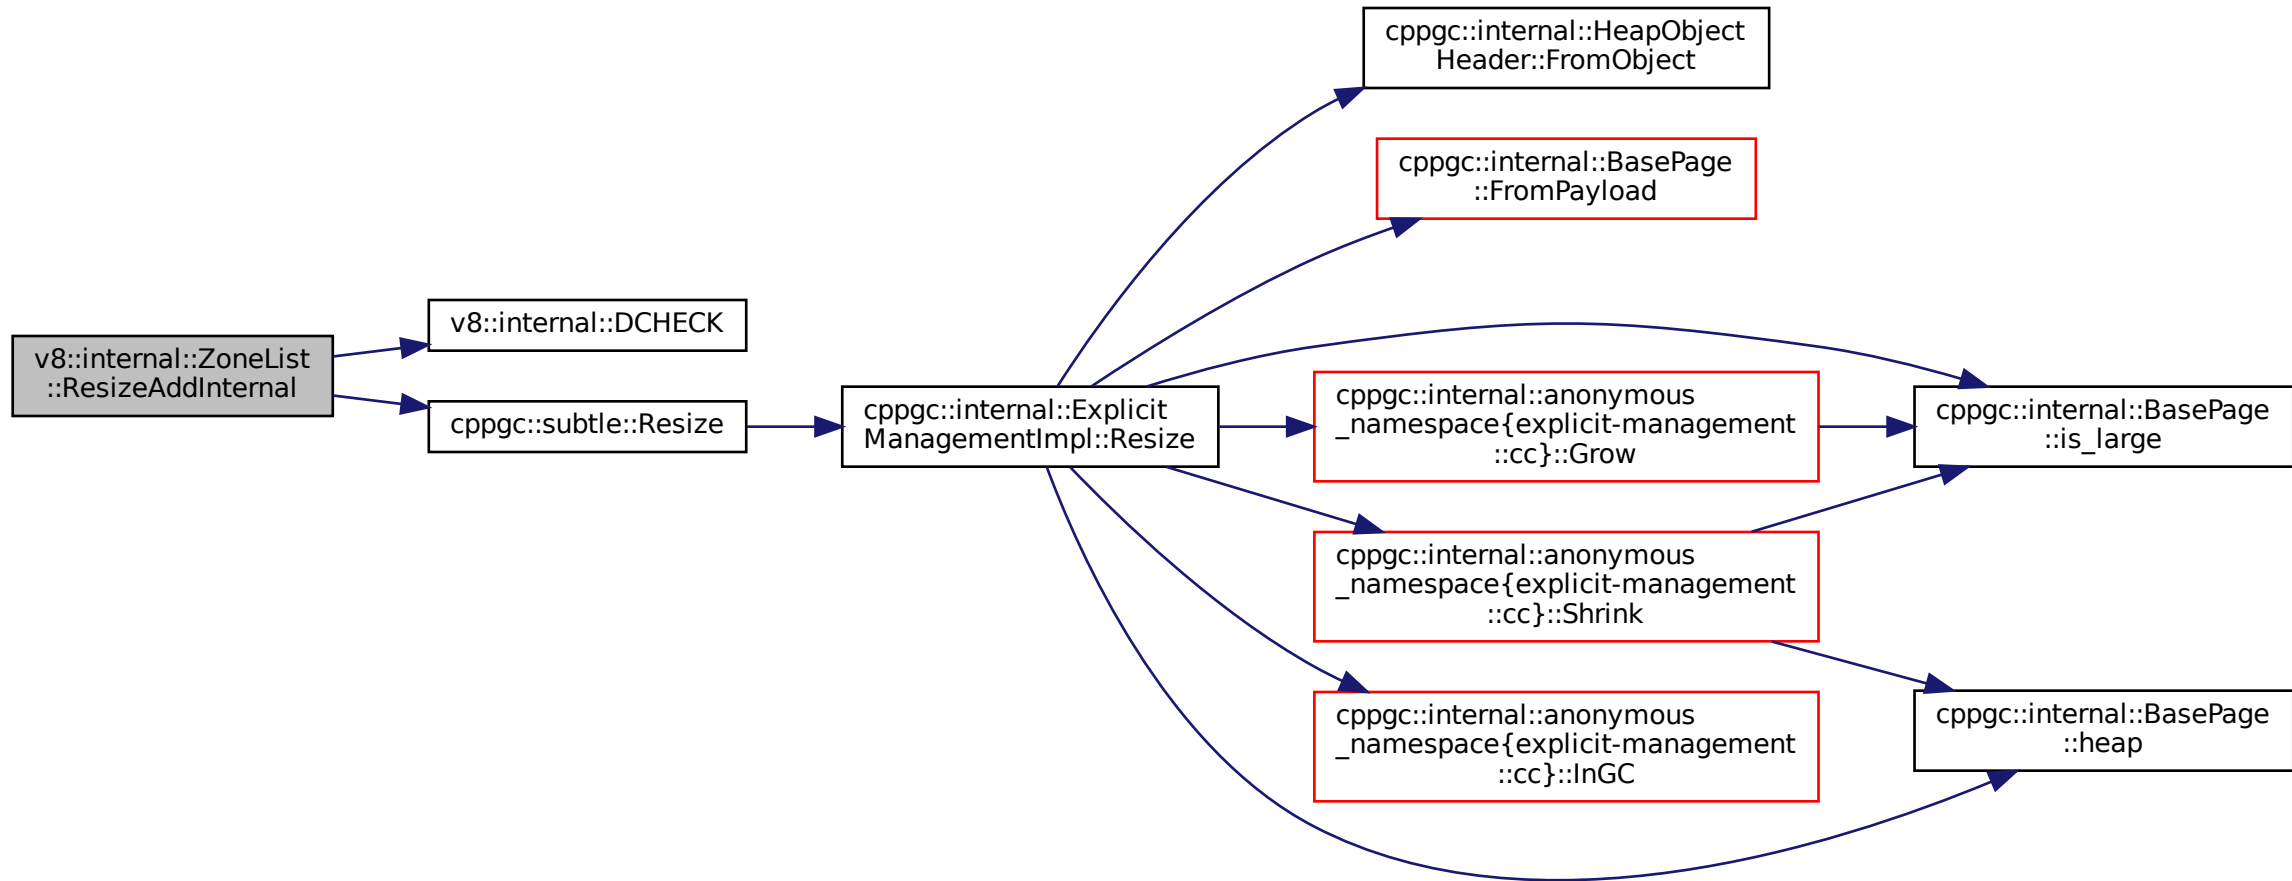 v8::internal::ZoneList
::ResizeAddInternal
v8::internal::DCHECK
cppgc::subtle::Resize
cppgc::internal::Explicit
ManagementImpl::Resize
cppgc::internal::HeapObject
Header::FromObject
cppgc::internal::BasePage
::FromPayload
cppgc::internal::anonymous
_namespace{explicit-management
::cc}::Grow
cppgc::internal::anonymous
_namespace{explicit-management
::cc}::Shrink
cppgc::internal::anonymous
_namespace{explicit-management
::cc}::InGC
cppgc::internal::BasePage
::is_large
cppgc::internal::BasePage
::heap